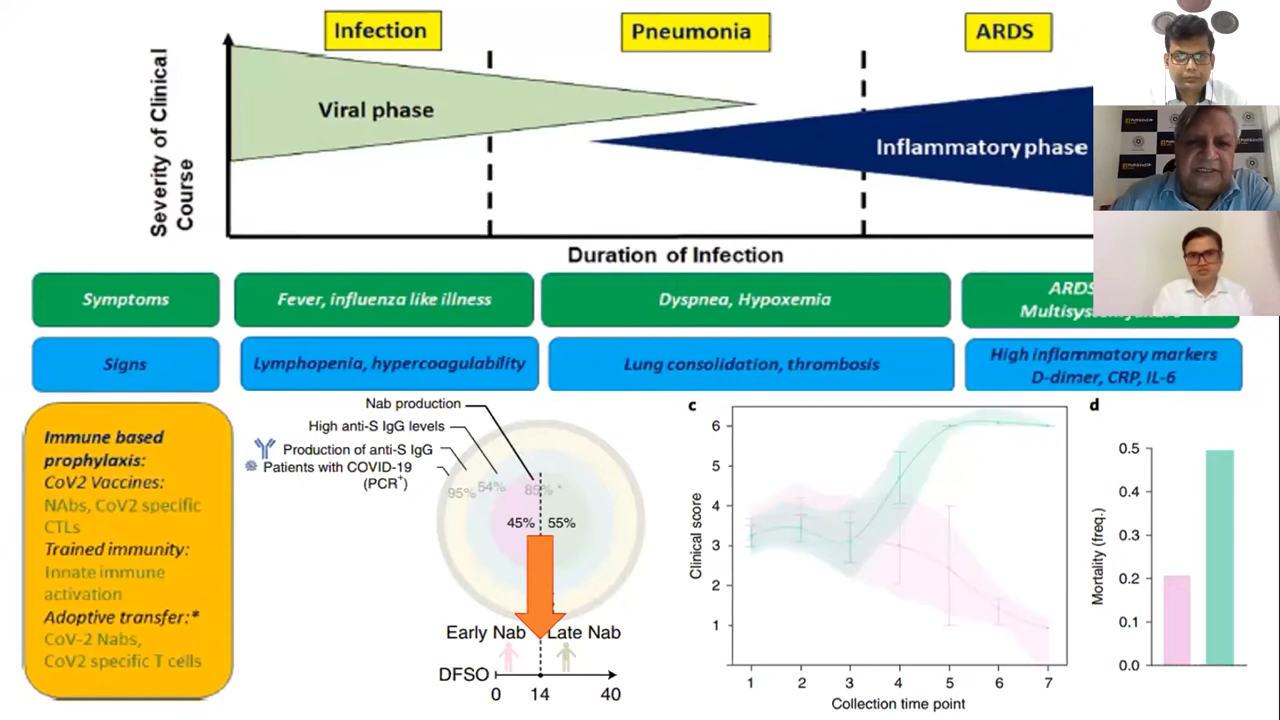 Infection
Pneumonia
ARDS
Severity of Clinical
Course
Viral phase
Inflammatory phase
Duration of Infection
Symptoms
Fever, influenza like illness
Dyspnea, Hypoxemia
ARDS
Signs
Lymphopenia, hypercoagulability
Lung consolidation, thrombosis
High inflammatory markers
D-dimer, CRP, IL-6
Immune based
prophylaxis:
CoV2 Vaccines:
NAbs, CoV2 specific
CTLs
Trained immunity:
Innate immune
activation
Adoptive transfer:*
CoV-2 Nabs,
CoV2 specific T cells
Nab production
High anti-S IgG levels
Production of anti-S IgG
Patients with COVID-19
(PCR+)
95% 54% 85% *
45% 55%
Early Nab Late Nab
DFSO
0 14 40
c
Clinical score
6
5
4
3
2
1
1 2 3 4 5 6 7
Collection time point
d
Mortality (freq.)
0.5
0.4
0.3
0.2
0.1
0.0